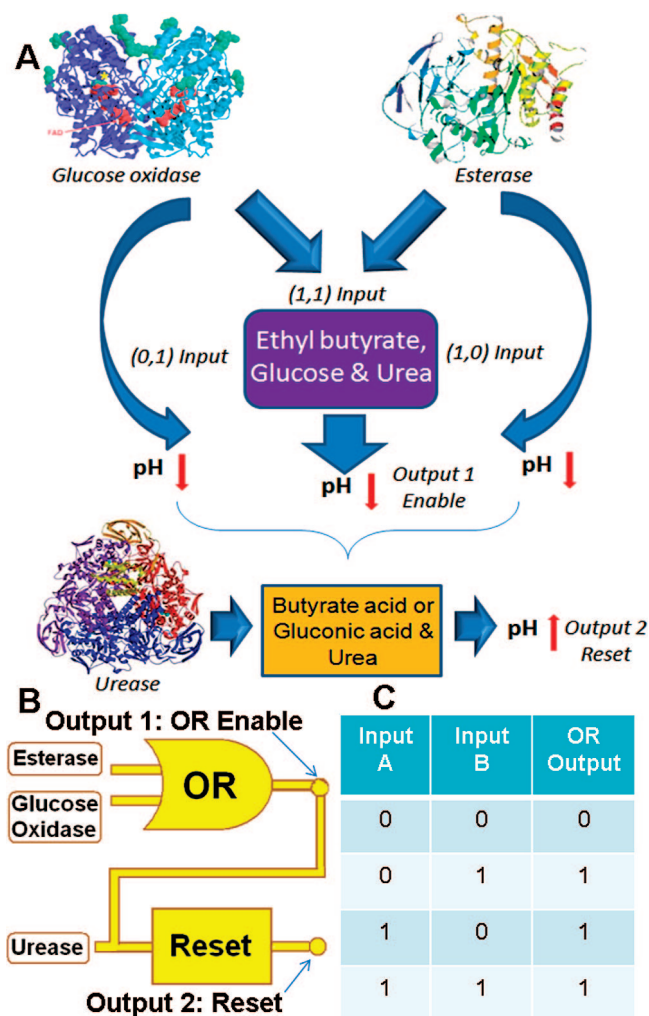 A
FAD
Glucose oxidase
Esterase
(1,1) Input
(0,1) Input
Ethyl butyrate,
Glucose & Urea
(1,0) Input
pH
pH
Output 1
Enable
pH
Urease
Butyrate acid or
Gluconic acid &
Urea
pH
Output 2
Reset
B
Output 1: OR Enable
Esterase
Glucose
Oxidase
OR
Urease
Reset
Output 2: Reset
C
Input A
Input B
OR Output
0 0 0
0 1 1
1 0 1
1 1 1